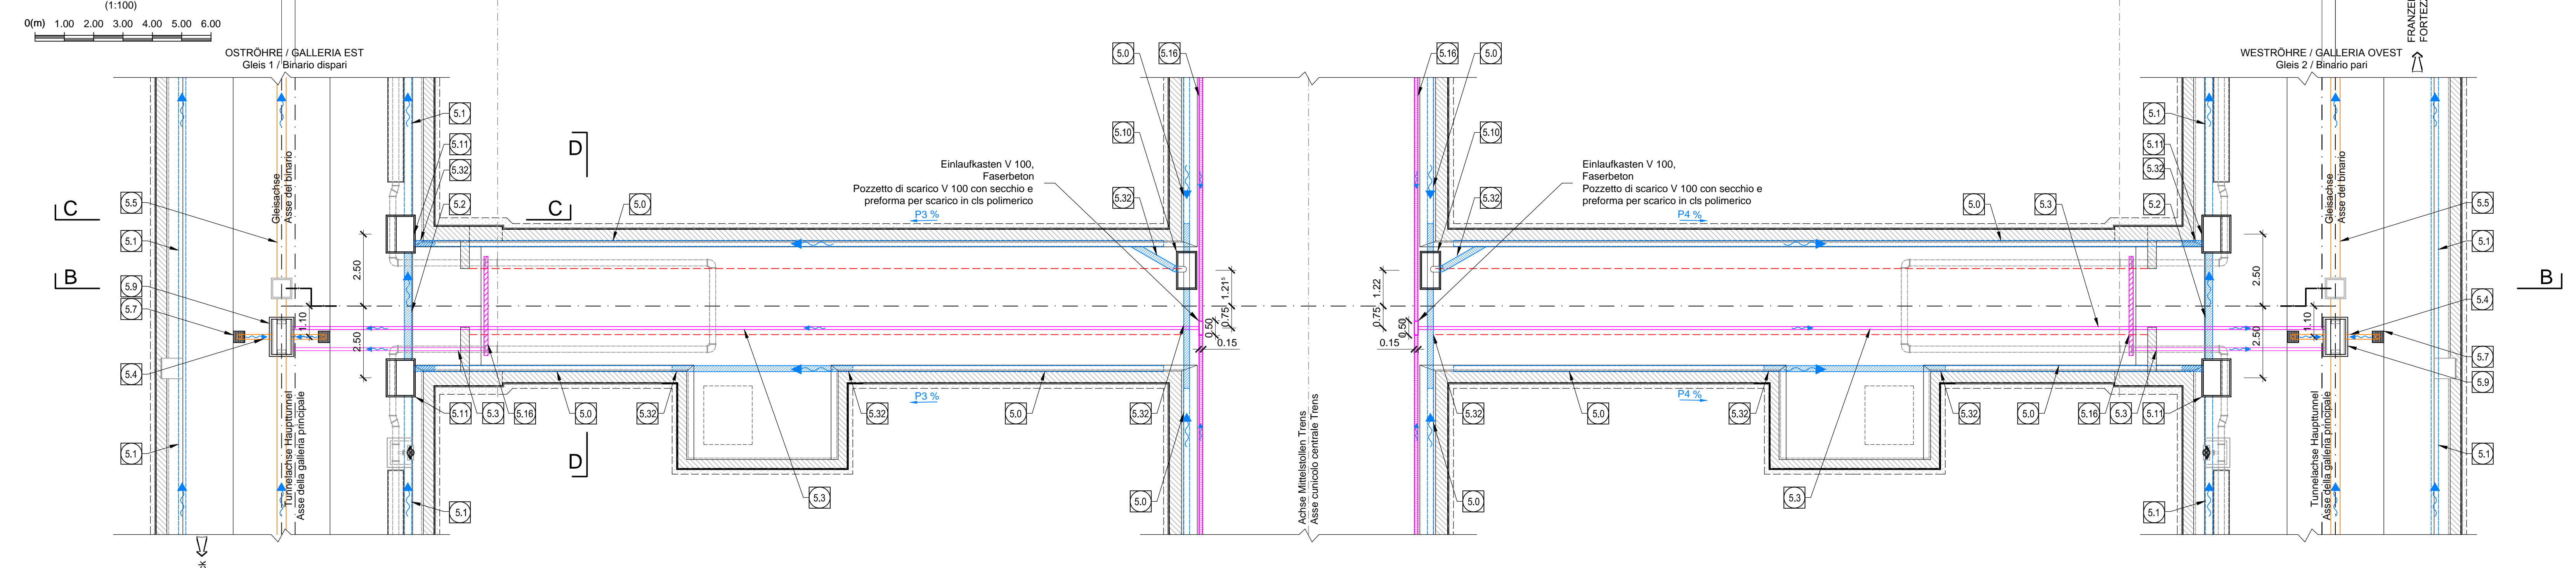 (1:100)
0(m) 1.00 2.00 3.00 4.00 5.00 6.00
OSTRÖHRE / GALLERIA EST
Gleis 1 / Binario dispari
WESTRÖHRE / GALLERIA OVEST
Gleis 2 / Binario pari
5.0
5.16
5.16
5.0
5.1
5.11
5.32
5.2
5.10
5.10
5.1
5.11
5.32
5.2
D
Einlaufkasten V 100,
Faserbeton
Pozzetto di scarico V 100 con secchio e
preforma per scarico in cls polimerico
Einlaufkasten V 100,
Faserbeton
Pozzetto di scarico V 100 con secchio e
preforma per scarico in cls polimerico
Gleisachse
Asse del binario
Gleisachse
Asse del binario
C
C
5.5
5.0
P3 %
5.32
5.32
P4 %
5.3
5.0
5.5
5.1
5.1
B
B
5.9
5.7
5.4
2.50
2.50
1.10
1.21⁵
0.75
0.50
0.15
1.22
0.75
0.50
0.15
2.50
2.50
1.10
5.4
5.7
5.9
P3 %
P4 %
5.11
5.3
5.16
5.0
5.32
5.32
5.0
5.32
5.32
5.0
5.32
5.32
5.0
5.16
5.3
5.11
D
5.1
5.1
5.3
5.0
5.0
5.3
5.1
5.1
Tunnelachse Haupttunnel
Asse della galleria principale
Achse Mittelstollen Trens
Asse cunicolo centrale Trens
Tunnelachse Haupttunnel
Asse della galleria principale